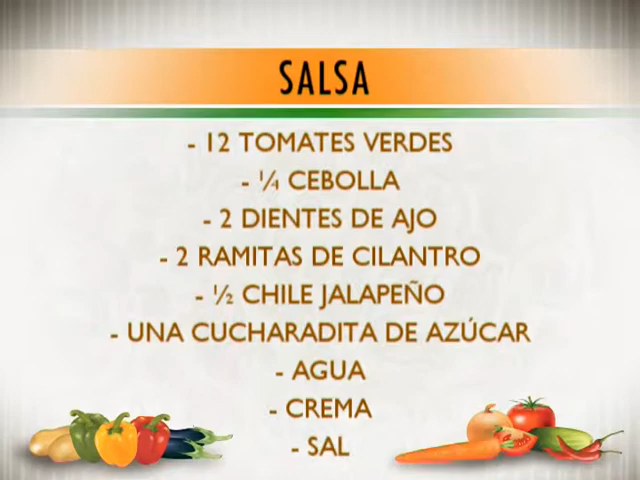 SALSA
- 12 TOMATES VERDES
- ¼ CEBOLLA
- 2 DIENTES DE AJO
- 2 RAMITAS DE CILANTRO
- ½ CHILE JALAPEÑO
- UNA CUCHARADITA DE AZÚCAR
- AGUA
- CREMA
- SAL